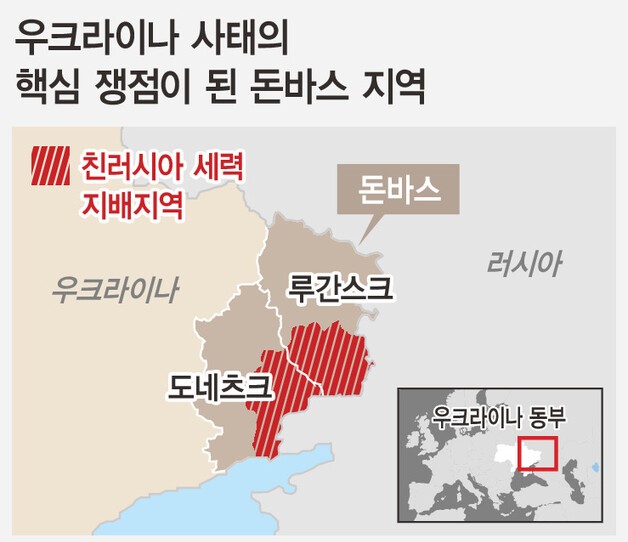 우크라이나 사태의
핵심 쟁점이 된 돈바스 지역
친러시아 세력
지배지역
돈바스
러시아
우크라이나
루간스크
도네츠크
우크라이나 동부